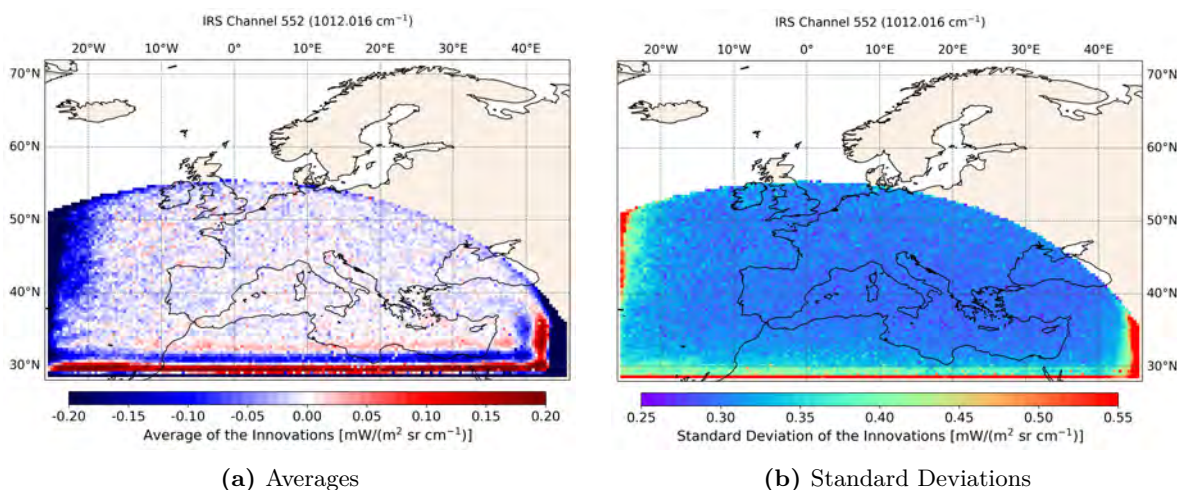 IRS Channel 552 (1012.016 cm⁻¹)
20°W 10°W 0° 10°E 20°E 30°E 40°E
70°N
60°N
50°N
40°N
30°N
-0.20 -0.15 -0.10 -0.05 0.00 0.05 0.10 0.15 0.20
Average of the Innovations [mW/(m² sr cm⁻¹)]
(a) Averages
IRS Channel 552 (1012.016 cm⁻¹)
20°W 10°W 0° 10°E 20°E 30°E 40°E
70°N
60°N
50°N
40°N
30°N
0.25 0.30 0.35 0.40 0.45 0.50 0.55
Standard Deviation of the Innovations [mW/(m² sr cm⁻¹)]
(b) Standard Deviations